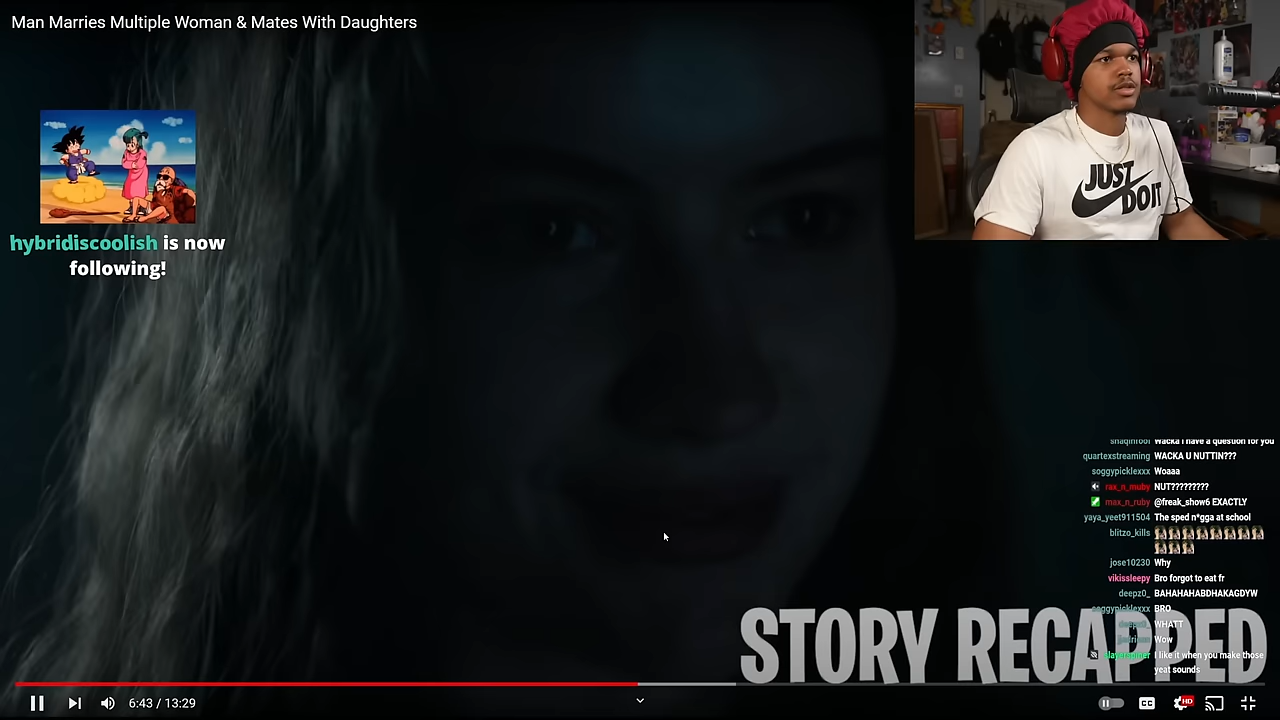 Man Marries Multiple Woman & Mates With Daughters
hybridiscoolish is now
following!
JUST
DO IT
shaqinfool Wacka I have a question for you
quartexstreaming WACKA U NUTTIN???
soggypicklexxx Woaaa
NUT?????????
max_n_ruby @freak_show6 EXACTLY
yaya_yeet911504 The sped n*gga at school
blitzo_kills
jose10230 Why
vikissleepy Bro forgot to eat fr
deepz0_ BAHAHAHABDHAKAGDYW
soggypicklexxx BRO
WHATT
Wow
I like it when you make those
yeat sounds
STORY RECAPPED
6:43 / 13:29
HD